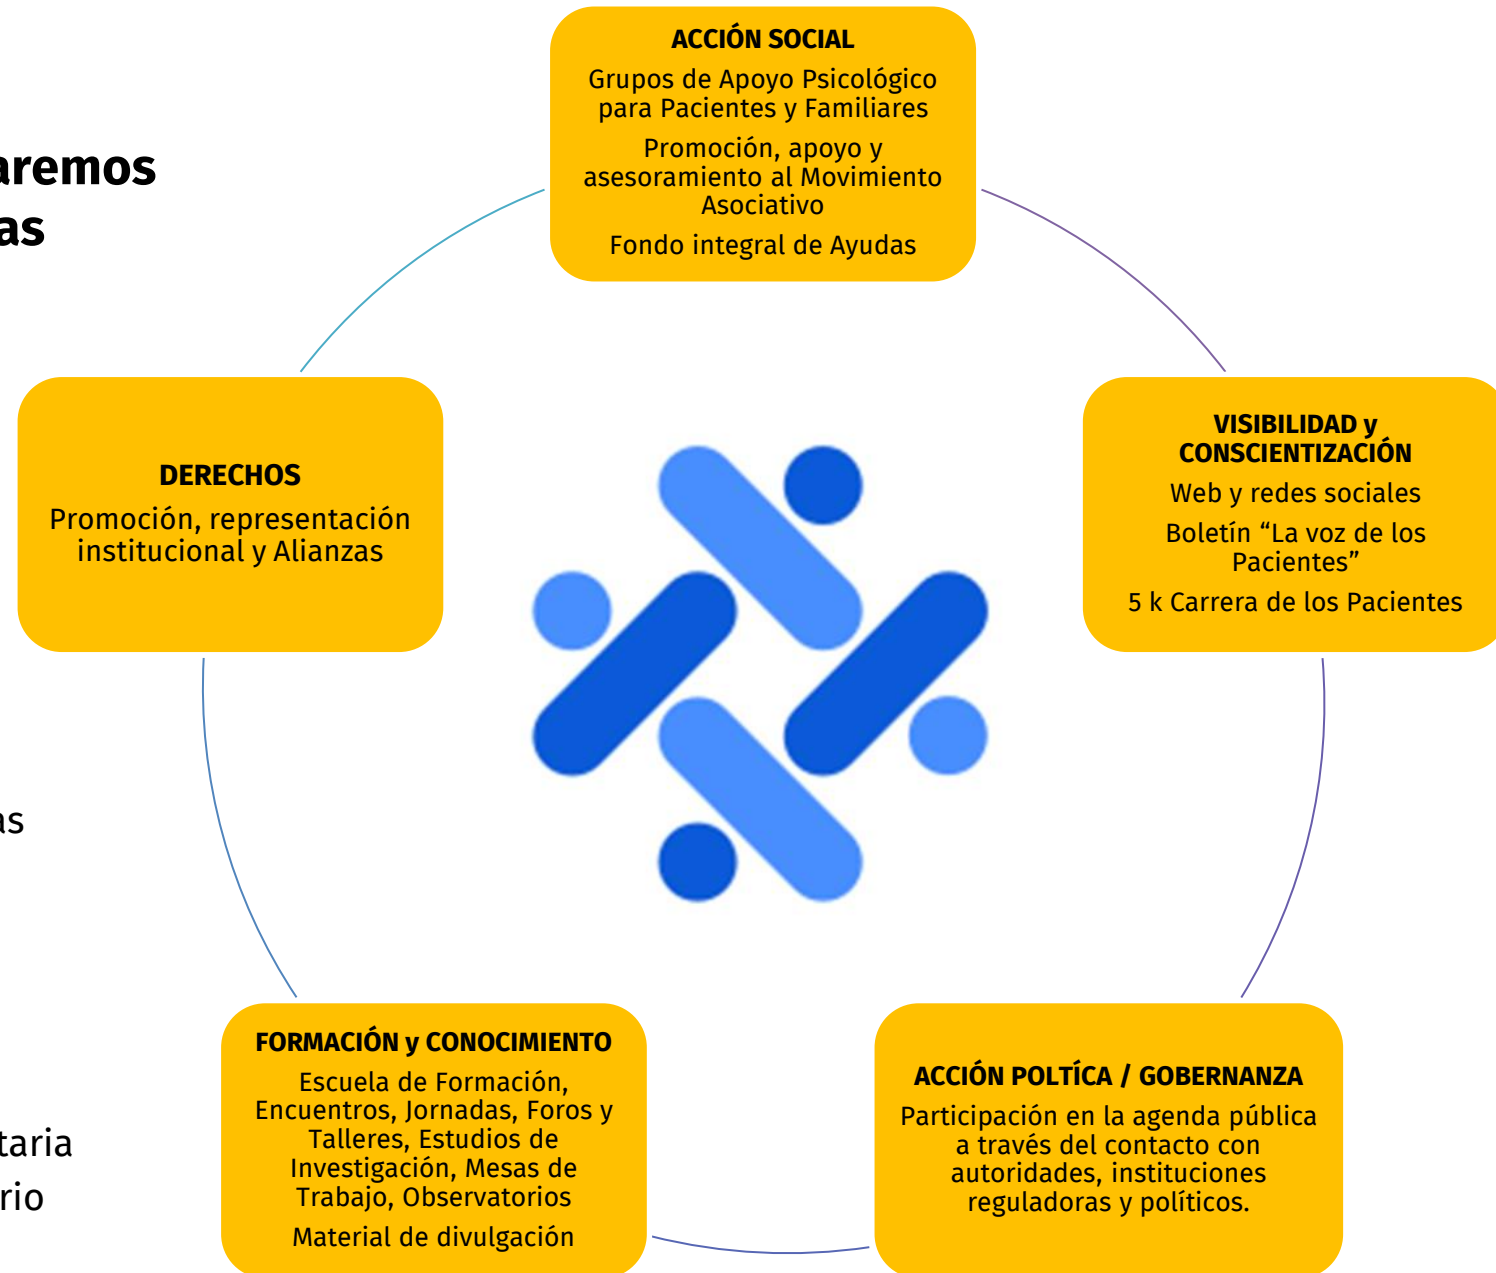 aremos
as
ACCIÓN SOCIAL
Grupos de Apoyo Psicológico
para Pacientes y Familiares
Promoción, apoyo y
asesoramiento al Movimiento
Asociativo
Fondo integral de Ayudas
DERECHOS
Promoción, representación
institucional y Alianzas
VISIBILIDAD y
CONSCIENTIZACIÓN
Web y redes sociales
Boletín “La voz de los
Pacientes”
5 k Carrera de los Pacientes
as
FORMACIÓN y CONOCIMIENTO
Escuela de Formación,
Encuentros, Jornadas, Foros y
Talleres, Estudios de
Investigación, Mesas de
Trabajo, Observatorios
Material de divulgación
ACCIÓN POLTÍCA / GOBERNANZA
Participación en la agenda pública
a través del contacto con
autoridades, instituciones
reguladoras y políticos.
taria
rio